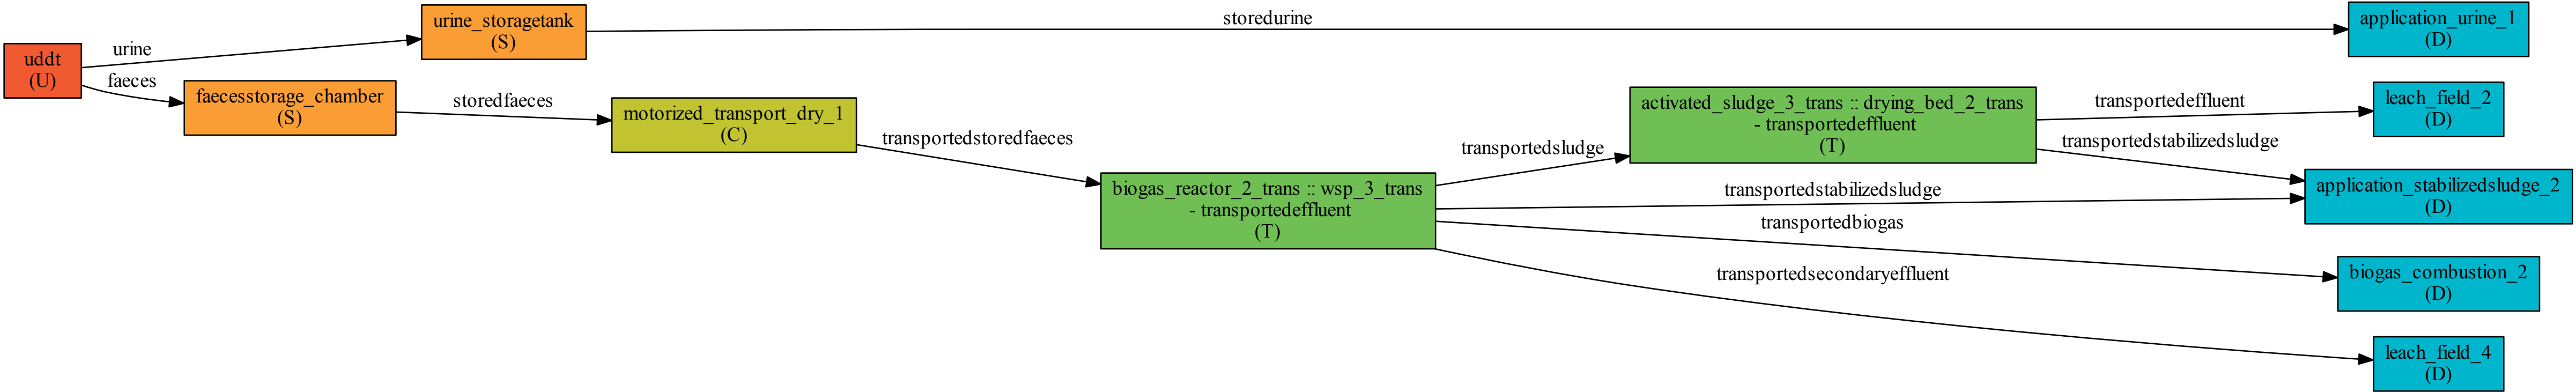 uddt
(U)
urine
faeces
urine_storagetank
(S)
faecesstorage_chamber
(S)
storedurine
storedfaeces
motorized_transport_dry_1
(C)
transportedstoredfaeces
biogas_reactor_2_trans :: wsp_3_trans
- transportedeffluent
(T)
transportedsludge
transportedstabilizedsludge
transportedbiogas
transportedsecondaryeffluent
activated_sludge_3_trans :: drying_bed_2_trans
- transportedeffluent
(T)
transportedeffluent
transportedstabilizedsludge
application_urine_1
(D)
leach_field_2
(D)
application_stabilizedsludge_2
(D)
biogas_combustion_2
(D)
leach_field_4
(D)